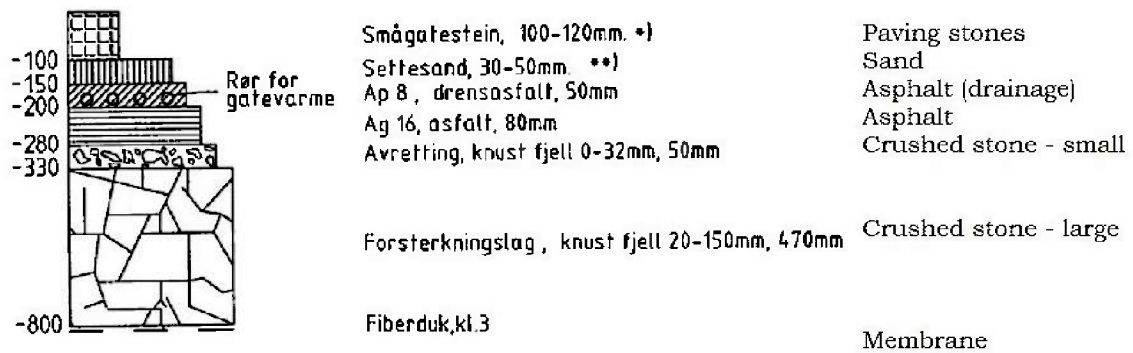 Smågatestein, 100-120mm. *) Paving stones
-100
Settesand, 30-50mm. **) Sand
-150
Rør for
gatevarme
Ap 8, drensasfalt, 50mm Asphalt (drainage)
-200
Ag 16, asfalt, 80mm Asphalt
-280
Avretting, knust fjell 0-32mm, 50mm Crushed stone - small
-330
Forsterkningslag, knust fjell 20-150mm, 470mm Crushed stone - large
-800
Fiberduk,kl.3
Membrane